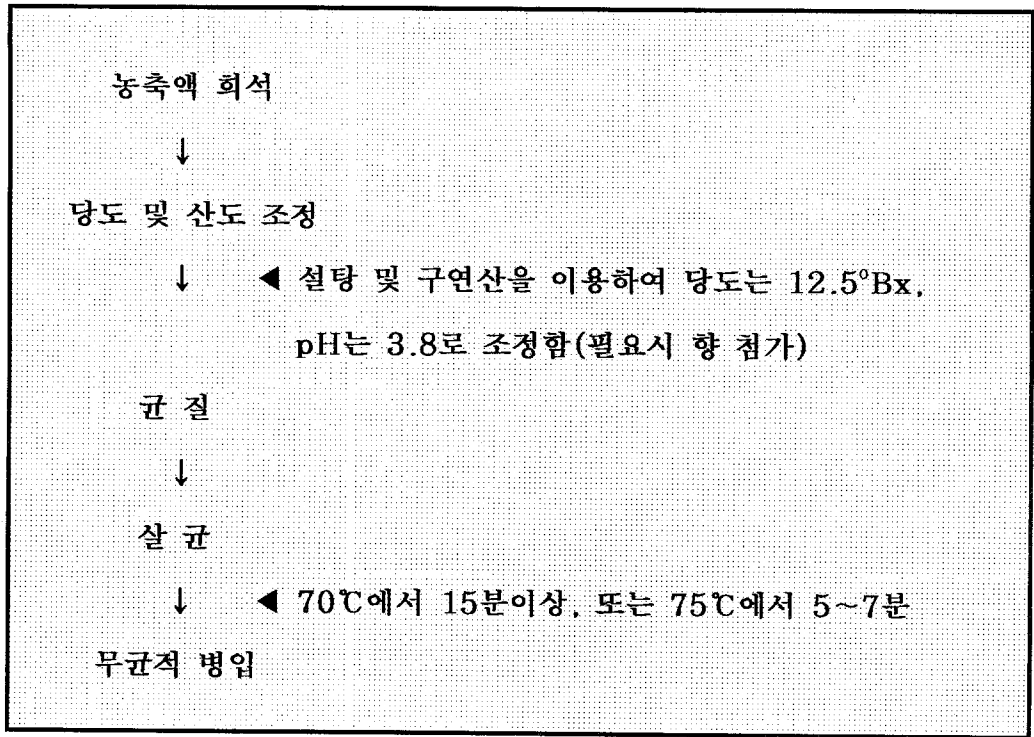 농축액 희석
↓
당도 및 산도 조정
↓ ◀ 설탕 및 구연산을 이용하여 당도는 12.5°Bx,
pH는 3.8로 조정함(필요시 향 첨가)
균 질
↓
살 균
↓ ◀ 70℃에서 15분이상, 또는 75℃에서 5~7분
무균적 병입